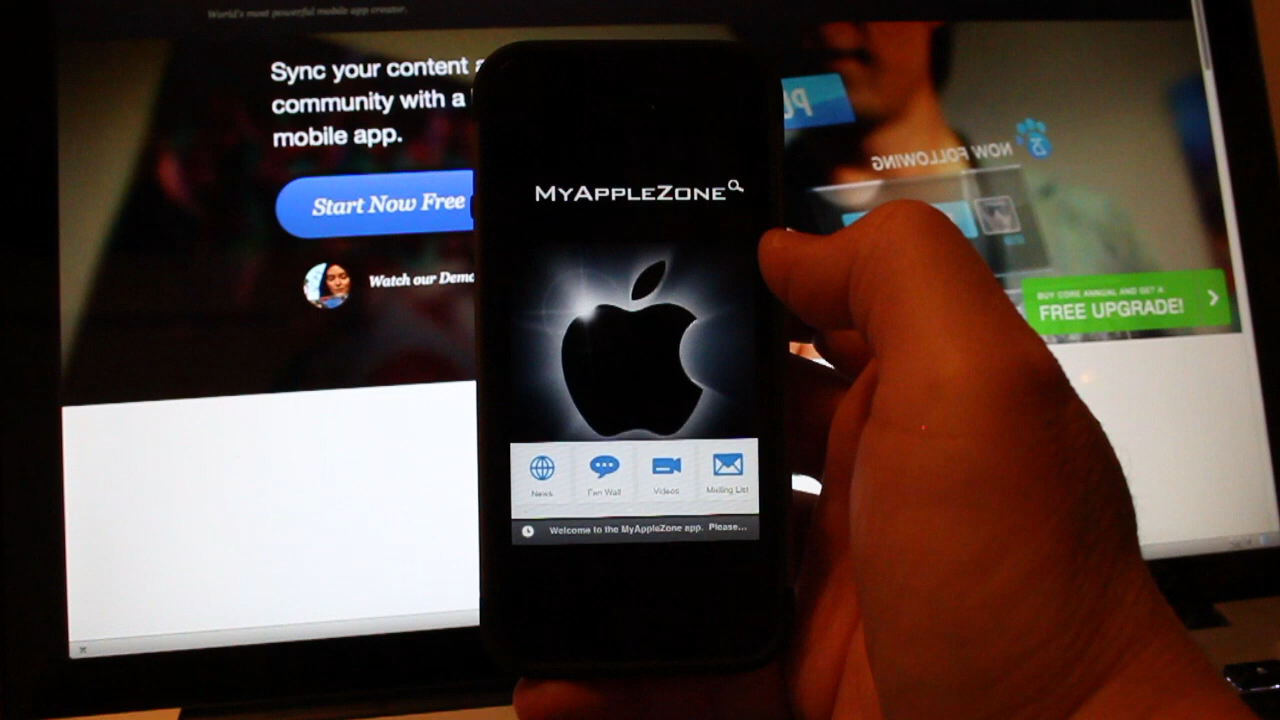 World's most powerful mobile app creator.
Sync your content
community with a
mobile app.
Start Now Free
Watch our Demo
NOW FOLLOWING
BUY CORE ANNUAL AND GET A
FREE UPGRADE!
MyAppleZone
News
Fan Wall
Videos
Mailing List
Welcome to the MyAppleZone app. Please...